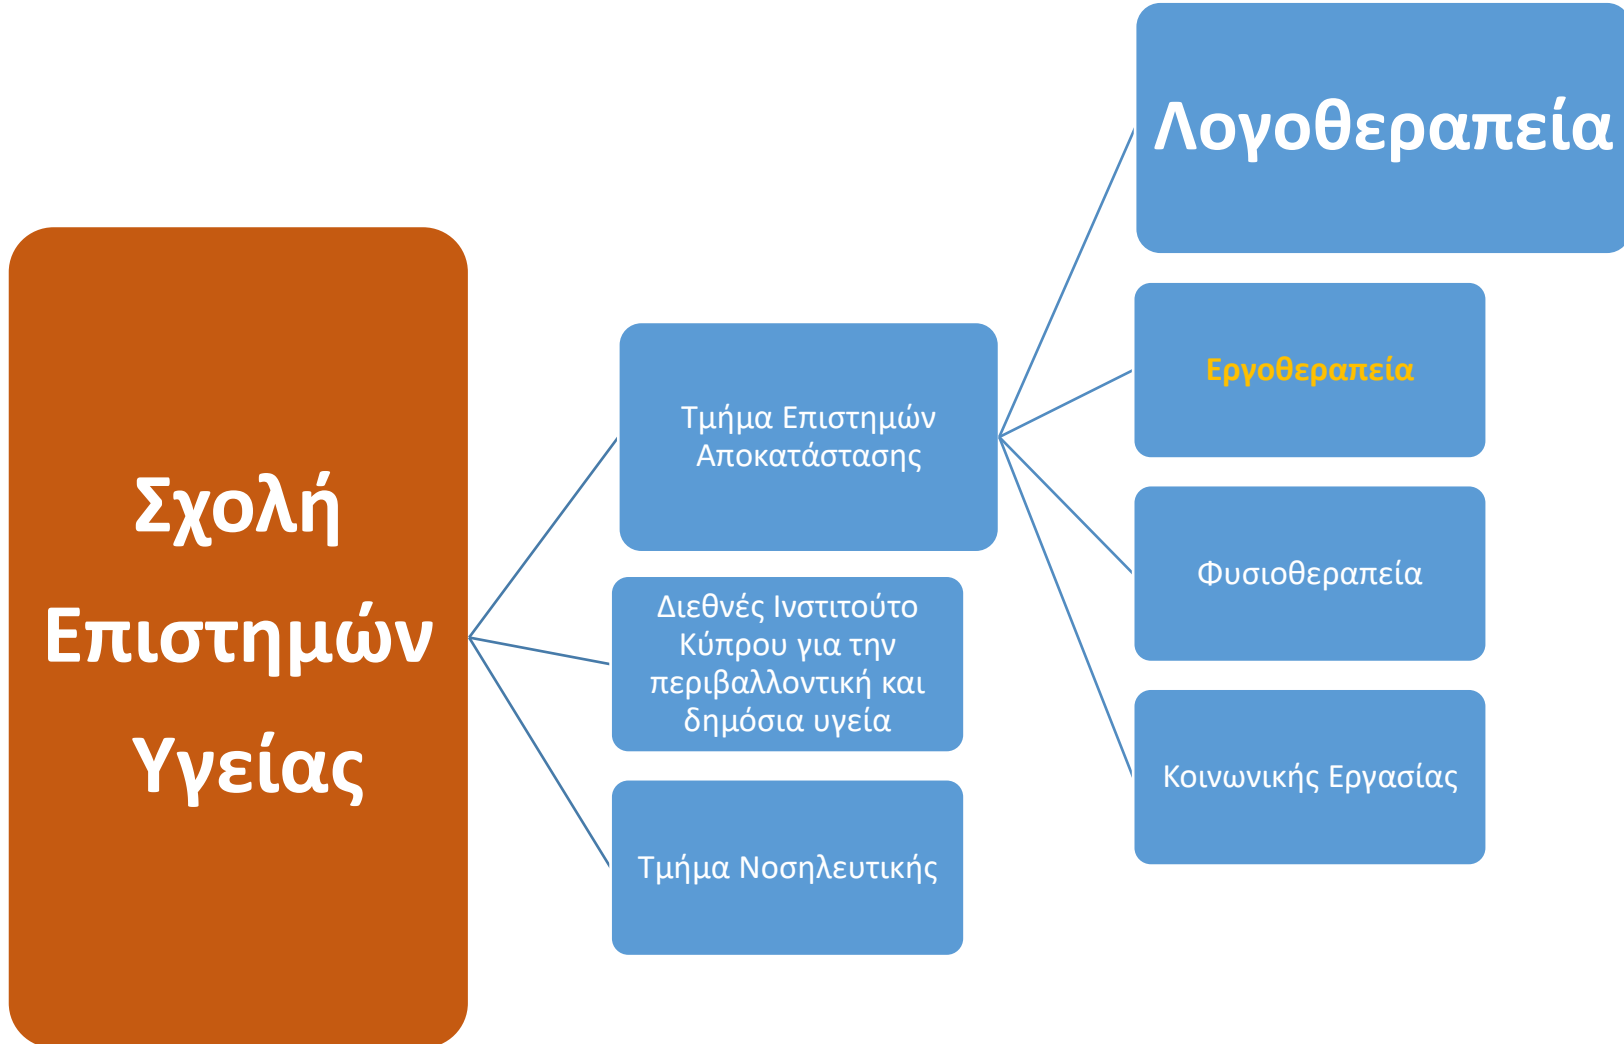 Σχολή
Επιστημών
Υγείας
Τμήμα Επιστημών
Αποκατάστασης
Διεθνές Ινστιτούτο
Κύπρου για την
περιβαλλοντική και
δημόσια υγεία
Τμήμα Νοσηλευτικής
Λογοθεραπεία
Εργοθεραπεία
Φυσιοθεραπεία
Κοινωνικής Εργασίας